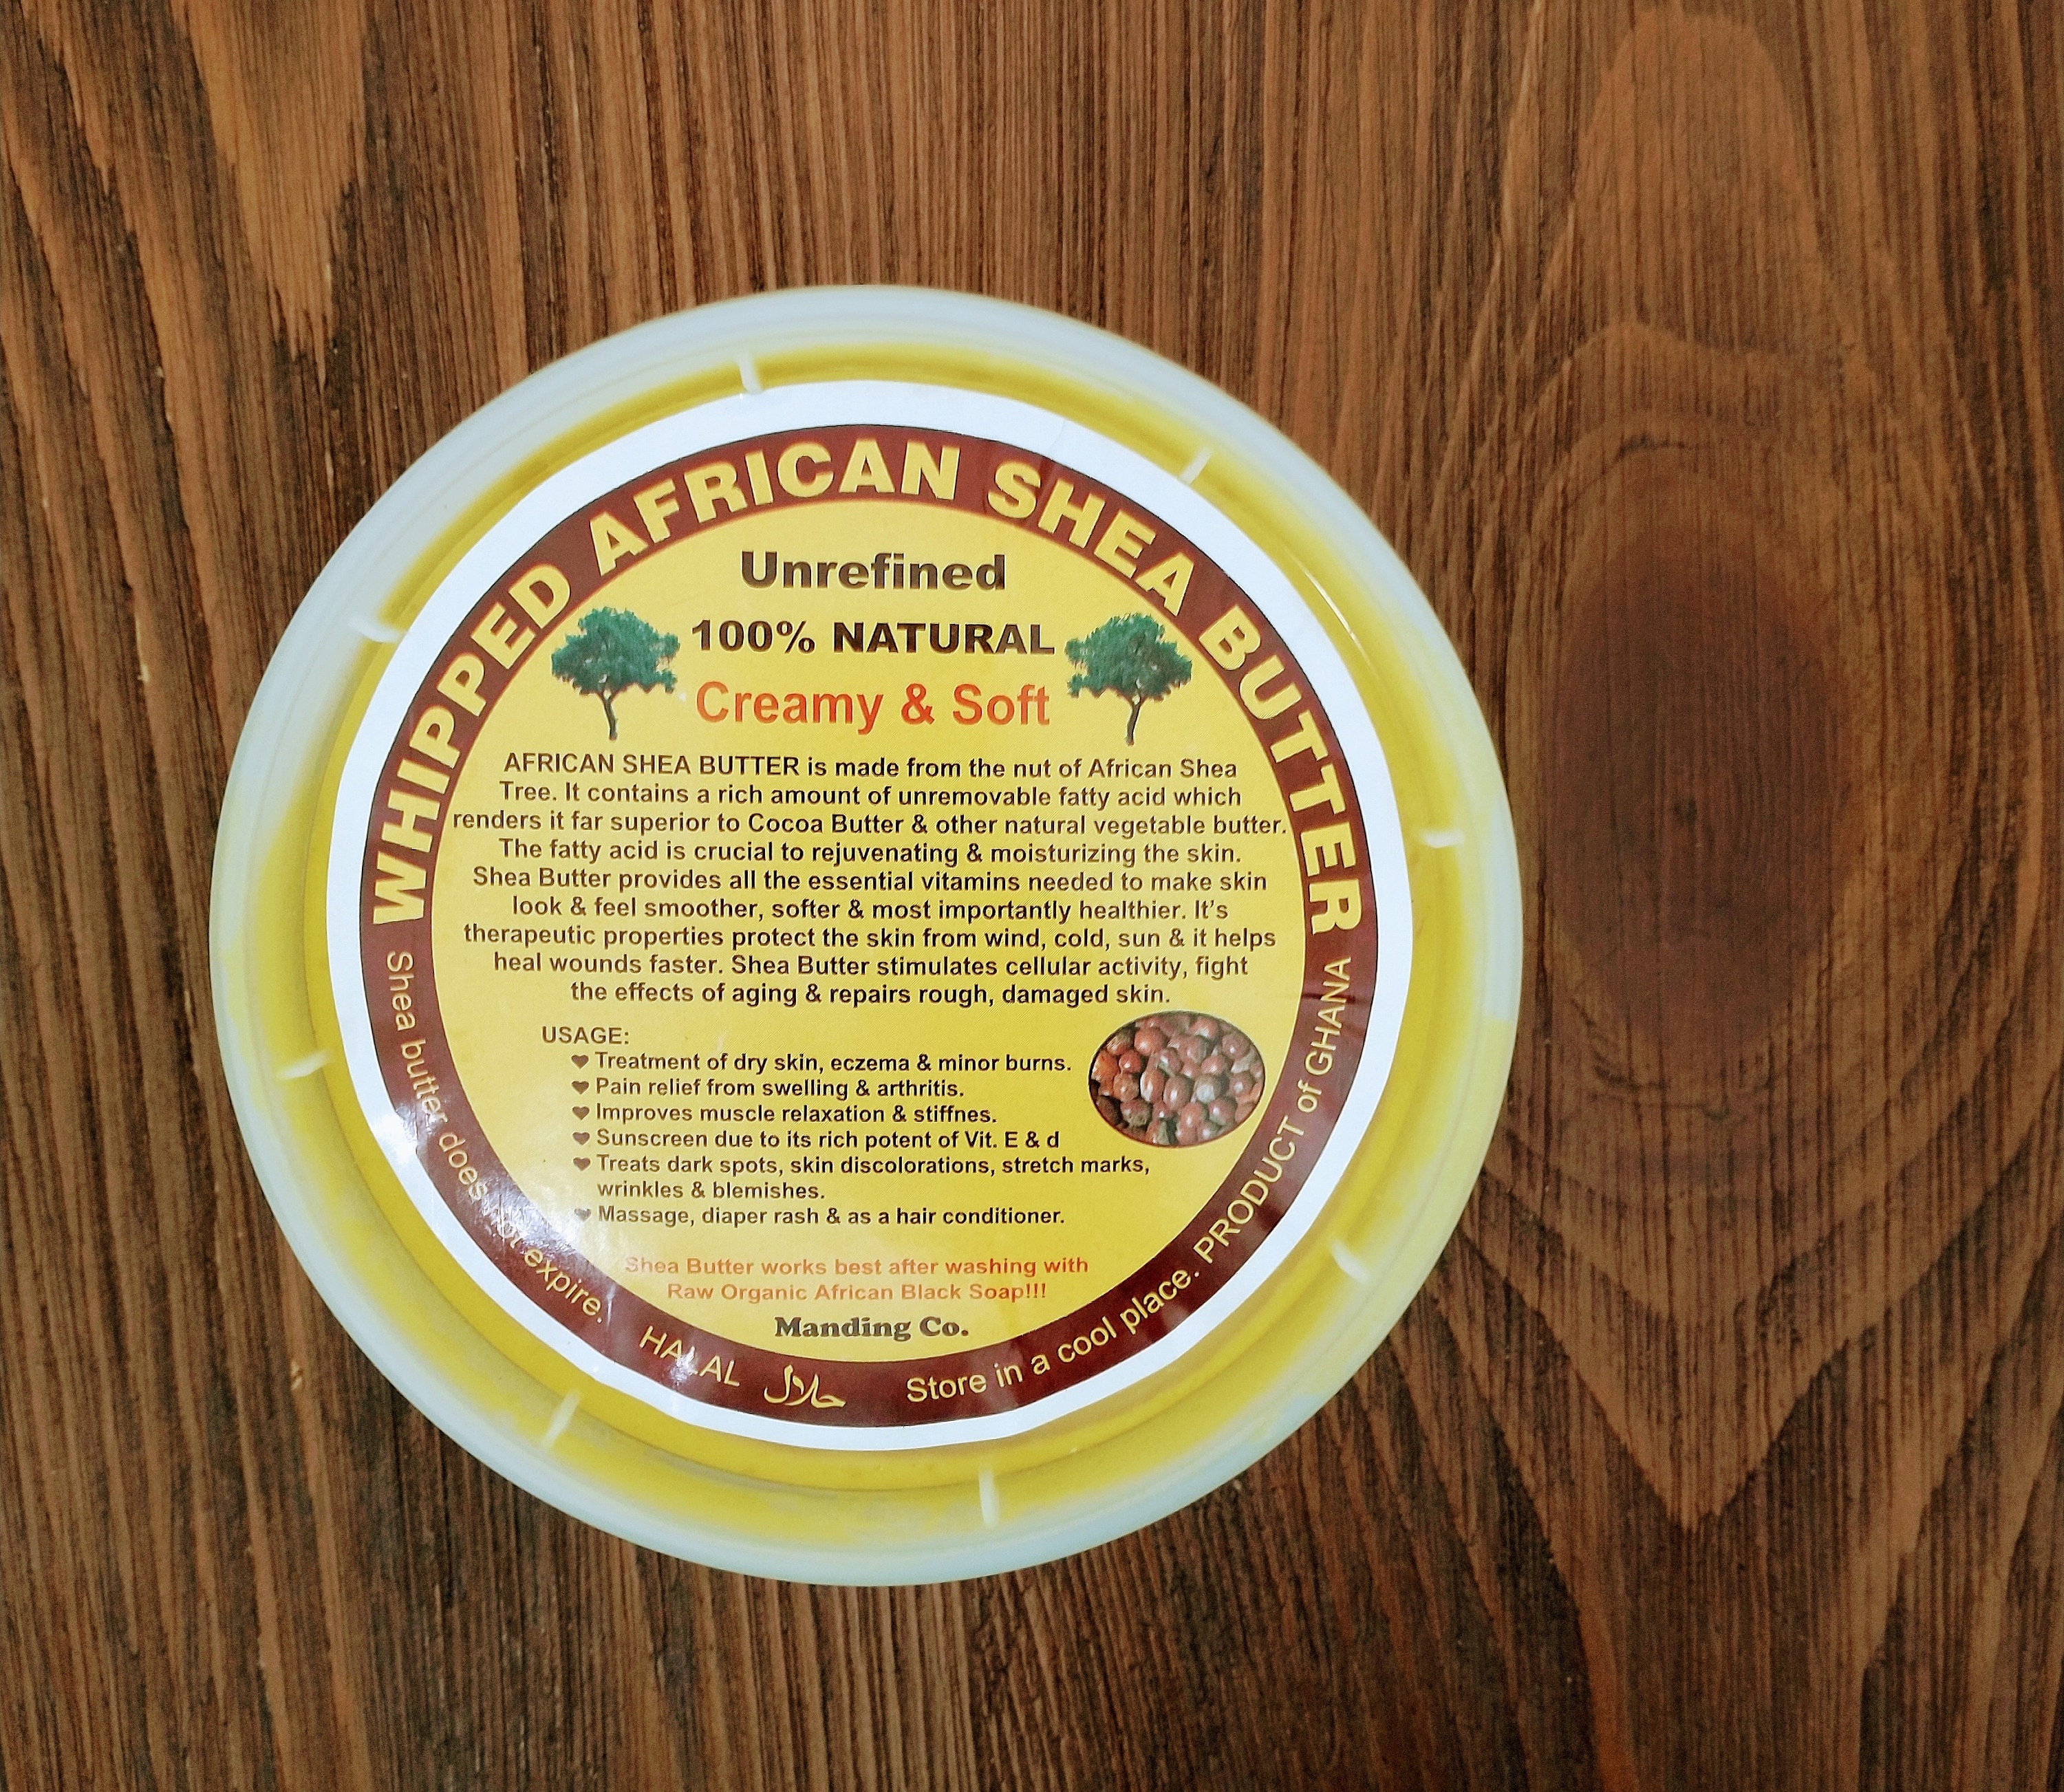 WHIPPED AFRICAN SHEA BUTTER
Unrefined
100% NATURAL
Creamy & Soft
AFRICAN SHEA BUTTER is made from the nut of African Shea
Tree. It contains a rich amount of unremovable fatty acid which
renders it far superior to Cocoa Butter & other natural vegetable butter.
The fatty acid is crucial to rejuvenating & moisturizing the skin.
Shea Butter provides all the essential vitamins needed to make skin
look & feel smoother, softer & most importantly healthier. It's
therapeutic properties protect the skin from wind, cold, sun & it helps
heal wounds faster. Shea Butter stimulates cellular activity, fight
the effects of aging & repairs rough, damaged skin.
USAGE:
Treatment of dry skin, eczema & minor burns.
Pain relief from swelling & arthritis.
Improves muscle relaxation & stiffnes.
Sunscreen due to its rich potent of Vit. E & d
Treats dark spots, skin discolorations, stretch marks,
wrinkles & blemishes.
Massage, diaper rash & as a hair conditioner.
Shea Butter works best after washing with
Raw Organic African Black Soap!!!
Manding Co.
Shea butter does not expire. HALAL حلال Store in a cool place. PRODUCT of GHANA